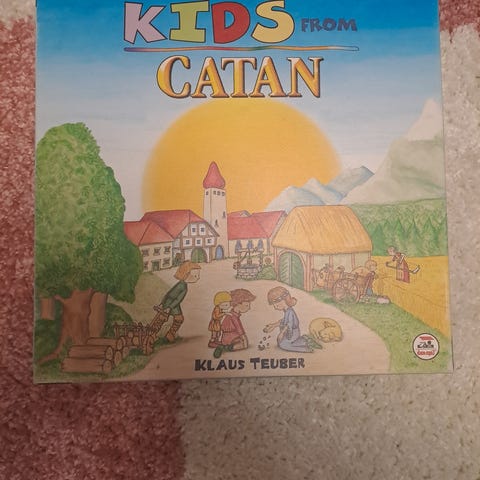 KIDS FROM
CATAN
KLAUS TEUBER